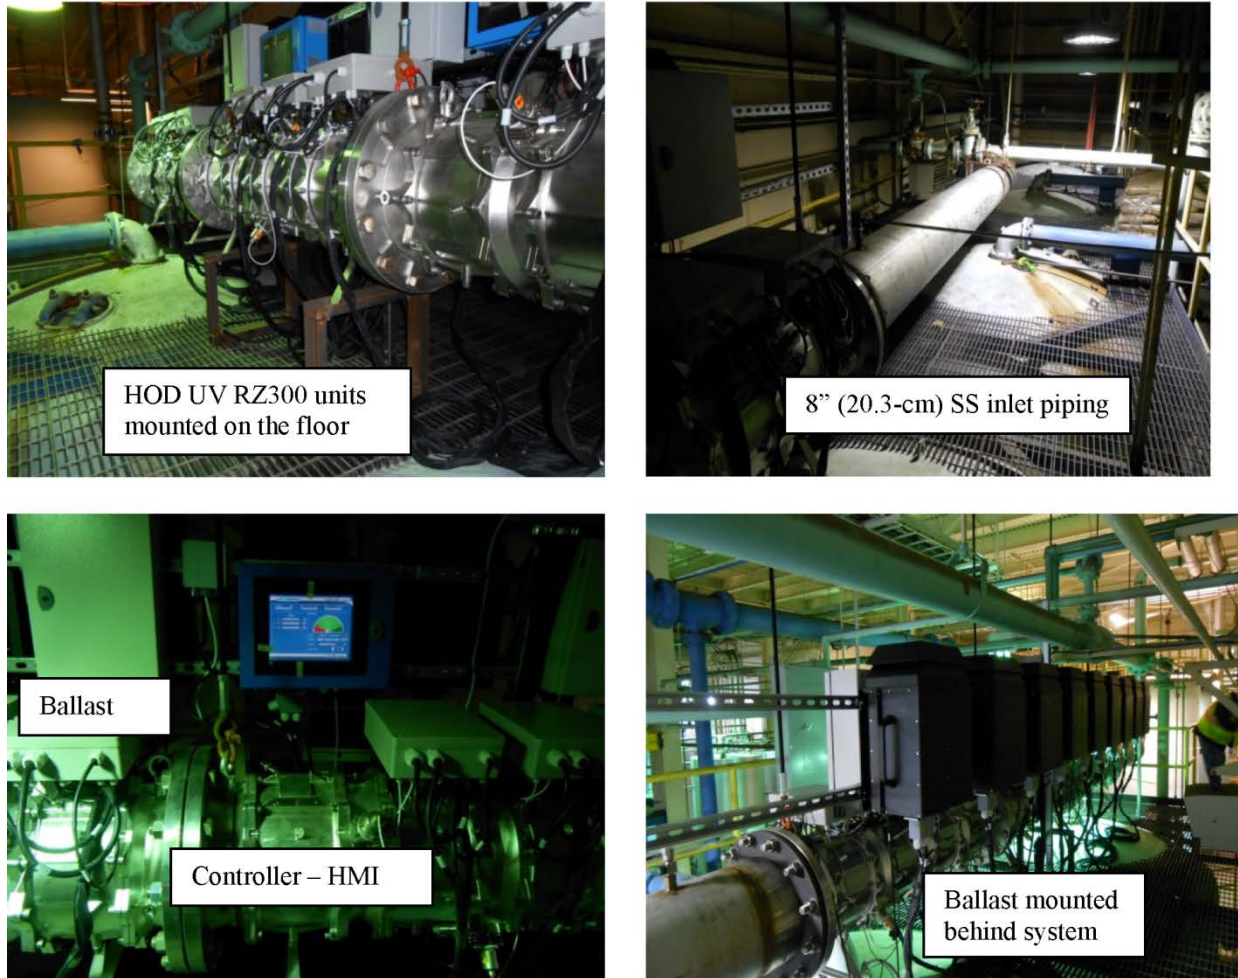 HOD UV RZ300 units
mounted on the floor
8” (20.3-cm) SS inlet piping
Ballast
Controller – HMI
Ballast mounted
behind system